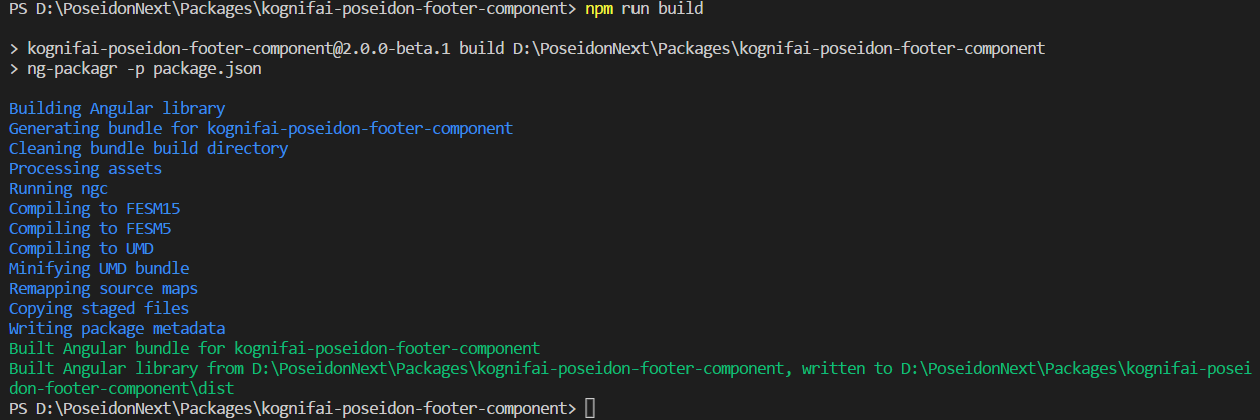 PS D:\PoseidonNext\Packages\kognifai-poseidon-footer-component> npm run build
> kognifai-poseidon-footer-component@2.0.0-beta.1 build D:\PoseidonNext\Packages\kognifai-poseidon-footer-component
> ng-packagr -p package.json
Building Angular library
Generating bundle for kognifai-poseidon-footer-component
Cleaning bundle build directory
Processing assets
Running ngc
Compiling to FESM15
Compiling to FESM5
Compiling to UMD
Minifying UMD bundle
Remapping source maps
Copying staged files
Writing package metadata
Built Angular bundle for kognifai-poseidon-footer-component
Built Angular library from D:\PoseidonNext\Packages\kognifai-poseidon-footer-component, written to D:\PoseidonNext\Packages\kognifai-posei
don-footer-component\dist
PS D:\PoseidonNext\Packages\kognifai-poseidon-footer-component>